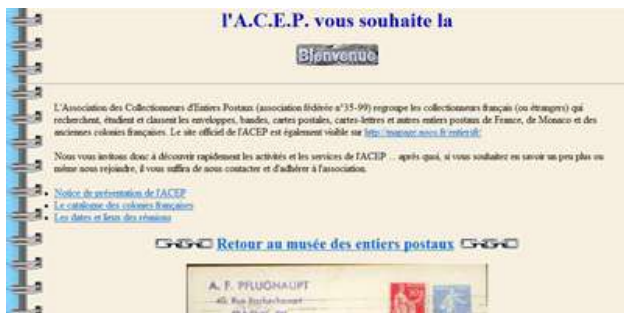 l'A.C.E.P. vous souhaite la
Bienvenue
L'Association des Collectionneurs d'Entiers Postaux (association fédérée n°35-99) regroupe les collectionneurs français (ou étrangers) qui
recherchent, étudient et classent les enveloppes, bandes, cartes postales, cartes-lettres et autres entiers postaux de France, de Monaco et des
anciennes colonies françaises. Le site officiel de l'ACEP est également visible sur
Nous vous invitons donc à découvrir rapidement les activités et les services de l'ACEP ... après quoi, si vous souhaitez en savoir un peu plus ou
même nous rejoindre, il vous suffira de nous contacter et d'adhérer à l'association.
Notice de présentation de l'ACEP
Le catalogue des colonies françaises
Les dates et lieux des réunions
Retour au musée des entiers postaux
A. F. PFLUGHAUPT
Rue